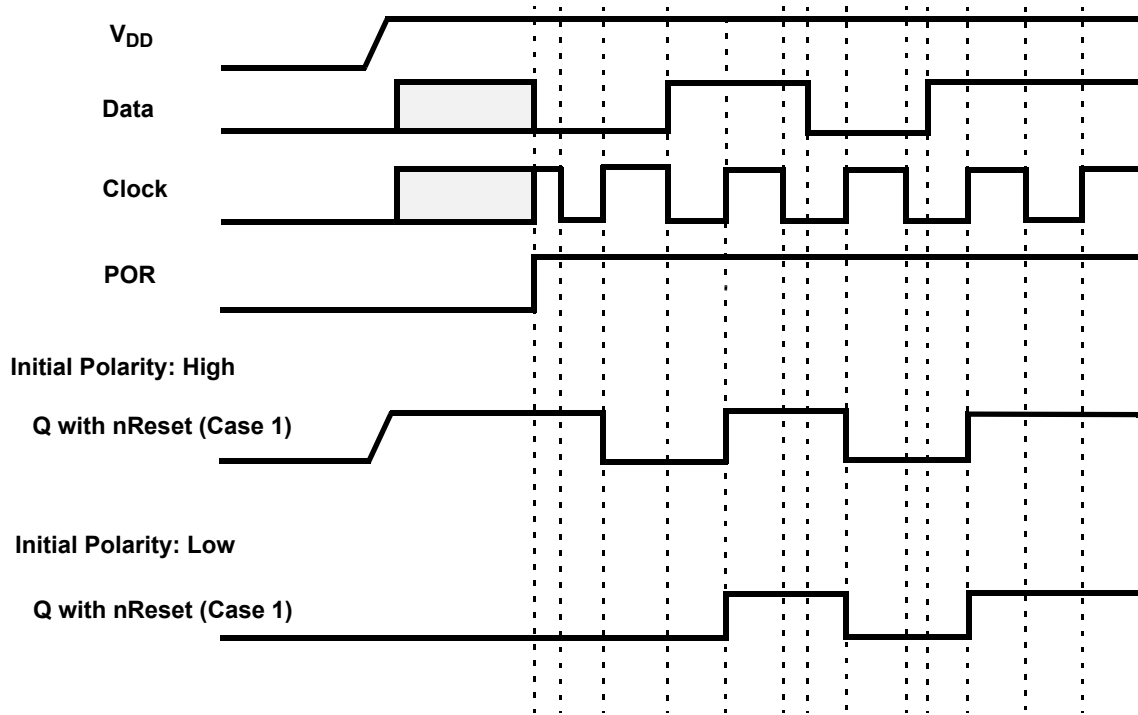 VDD
Data
Clock
POR
Initial Polarity: High
Q with nReset (Case 1)
Initial Polarity: Low
Q with nReset (Case 1)